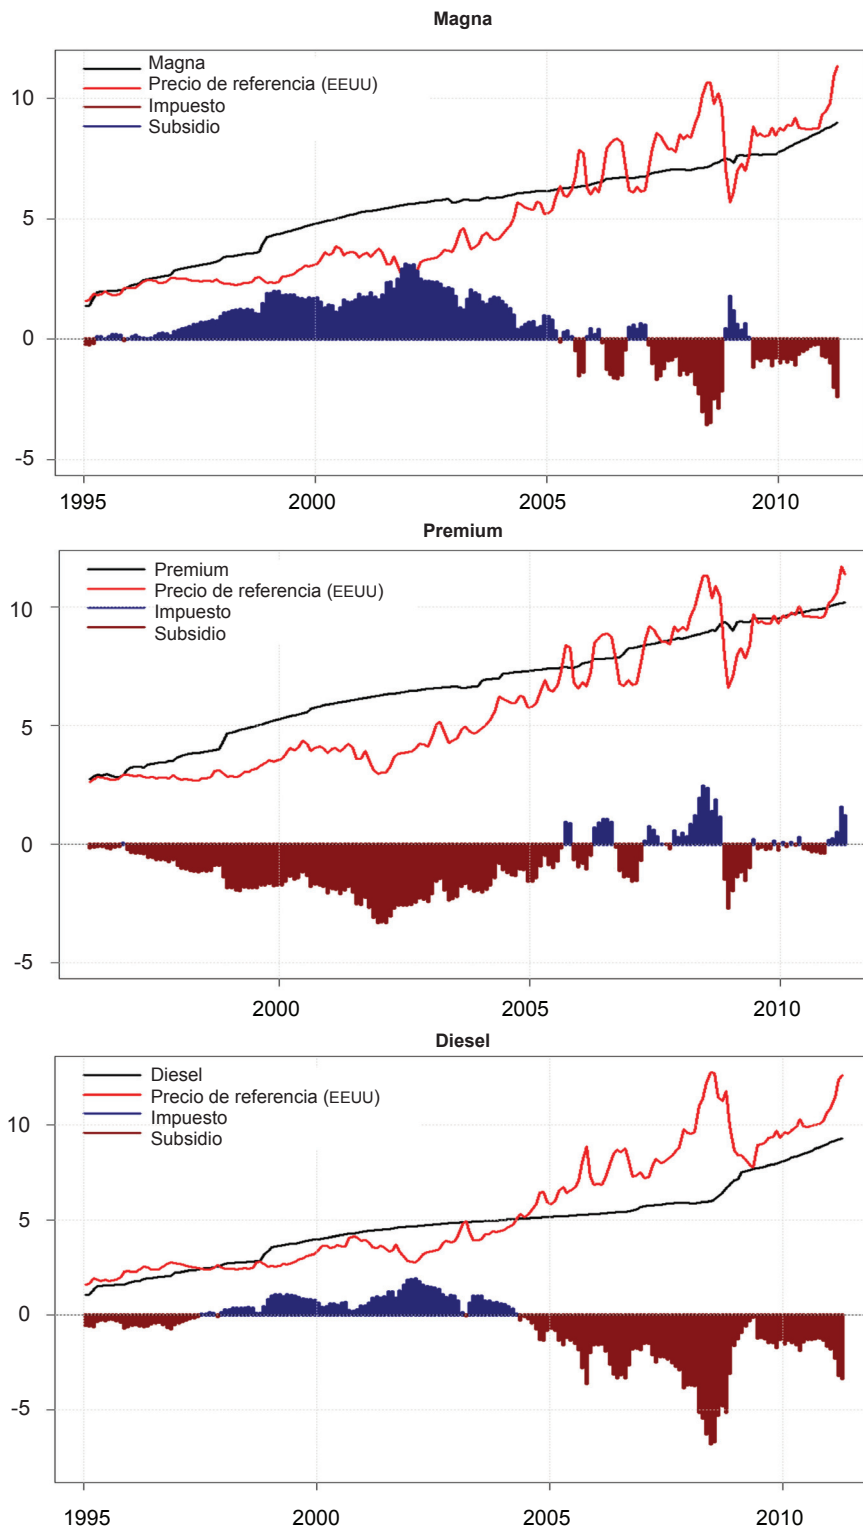 Magna
Magna
Precio de referencia (EEUU)
Impuesto
Subsidio
10
5
0
-5
1995 2000 2005 2010
Premium
Premium
Precio de referencia (EEUU)
Impuesto
Subsidio
10
5
0
-5
2000 2005 2010
Diesel
Diesel
Precio de referencia (EEUU)
Impuesto
Subsidio
10
5
0
-5
1995 2000 2005 2010